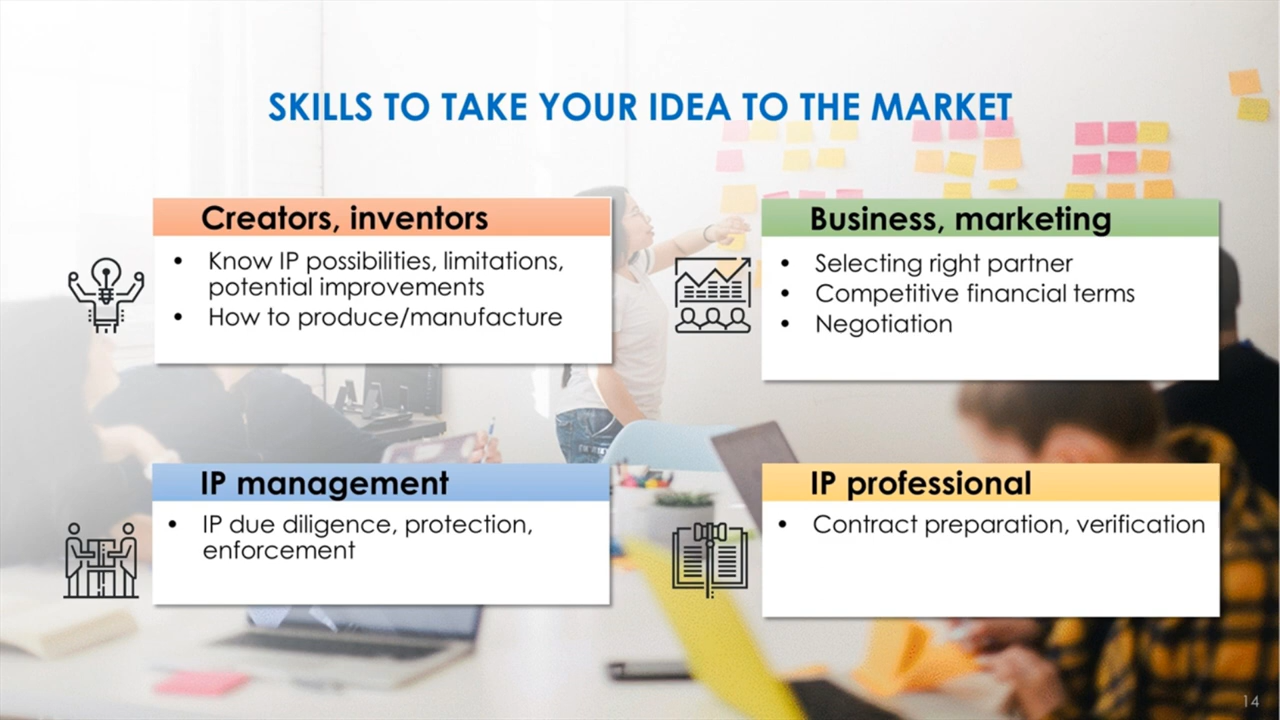 SKILLS TO TAKE YOUR IDEA TO THE MARKET
Creators, inventors
• Know IP possibilities, limitations,
potential improvements
• How to produce/manufacture
Business, marketing
• Selecting right partner
• Competitive financial terms
• Negotiation
IP management
• IP due diligence, protection,
enforcement
IP professional
• Contract preparation, verification
14